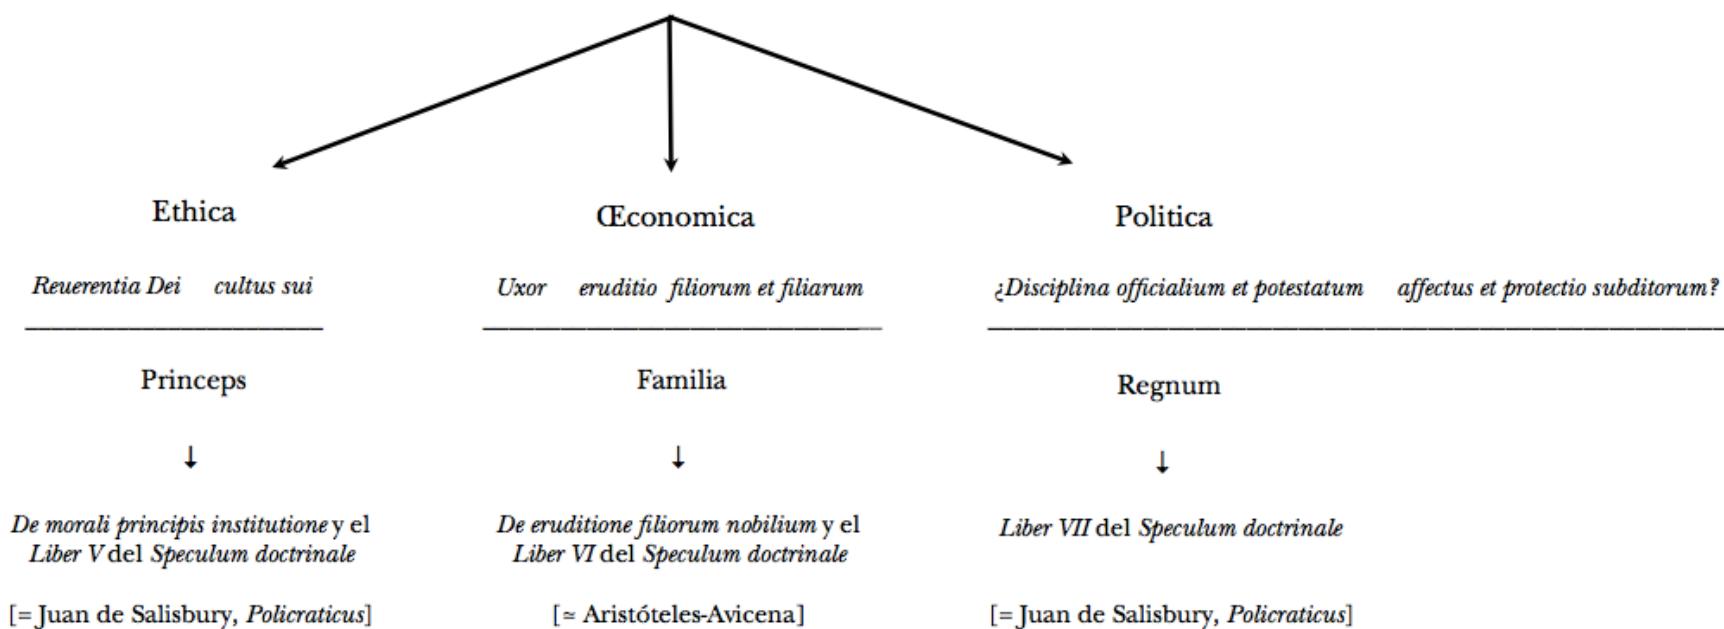 Ethica
Œconomica
Politica
Reuerentia Dei cultus sui
Uxor eruditio filiorum et filiarum
¿Disciplina officialium et potestatum affectus et protectio subditorum?
Princeps
Familia
Regnum
↓
↓
↓
De morali principis institutione y el
Liber V del Speculum doctrinale
De eruditione filiorum nobilium y el
Liber VI del Speculum doctrinale
Liber VII del Speculum doctrinale
[= Juan de Salisbury, Policraticus]
[≃ Aristóteles-Avicena]
[= Juan de Salisbury, Policraticus]